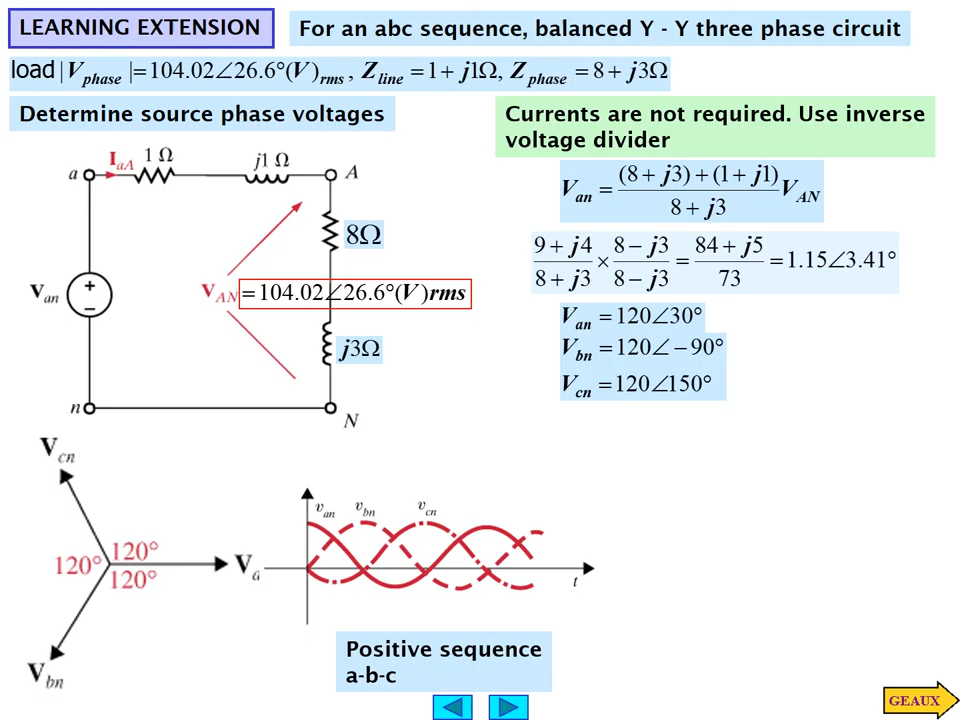 LEARNING EXTENSION
For an abc sequence, balanced Y - Y three phase circuit
load |V_phase| = 104.02∠26.6°(V)_rms, Z_line = 1 + j1Ω, Z_phase = 8 + j3Ω
Determine source phase voltages
Currents are not required. Use inverse
voltage divider
a I_aA 1 Ω j1 Ω A
8Ω
V_an + −
V_AN = 104.02∠26.6°(V)rms
j3Ω
n N
V_an = (8 + j3) + (1 + j1) / 8 + j3 V_AN
9 + j4 / 8 + j3 × 8 − j3 / 8 − j3 = 84 + j5 / 73 = 1.15∠3.41°
V_an = 120∠30°
V_bn = 120∠ − 90°
V_cn = 120∠150°
V_cn
120° 120°
120°
V_a
V_bn
v_an v_bn v_cn
t
Positive sequence
a-b-c
GEAUX